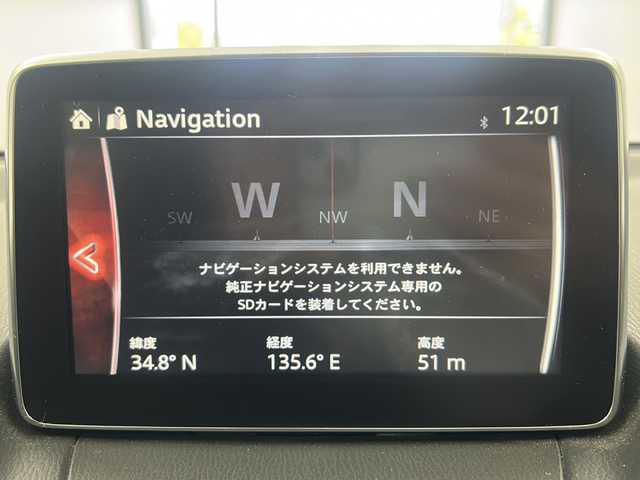 Navigation 12:01
SW W NW N NE
ナビゲーションシステムを利用できません。
純正ナビゲーションシステム専用の
SDカードを装着してください。
緯度 経度 高度
34.8° N 135.6° E 51 m